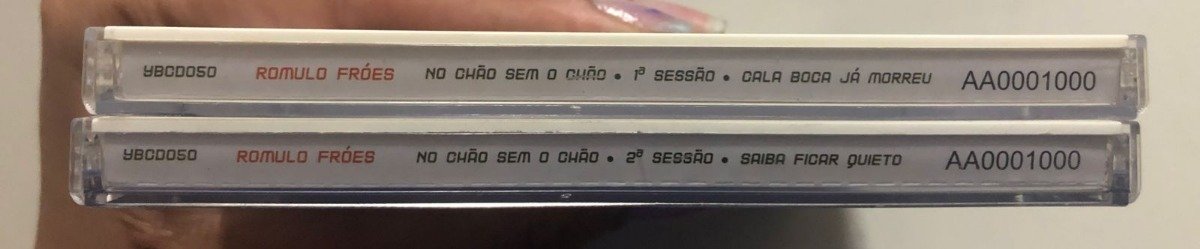 YBCD050 ROMULO FRÓES NO CHÃO SEM O CHÃO • 1ª SESSÃO • CALA BOCA JÁ MORREU AA0001000
YBCD050 ROMULO FRÓES NO CHÃO SEM O CHÃO • 2ª SESSÃO • SAIBA FICAR QUIETO AA0001000